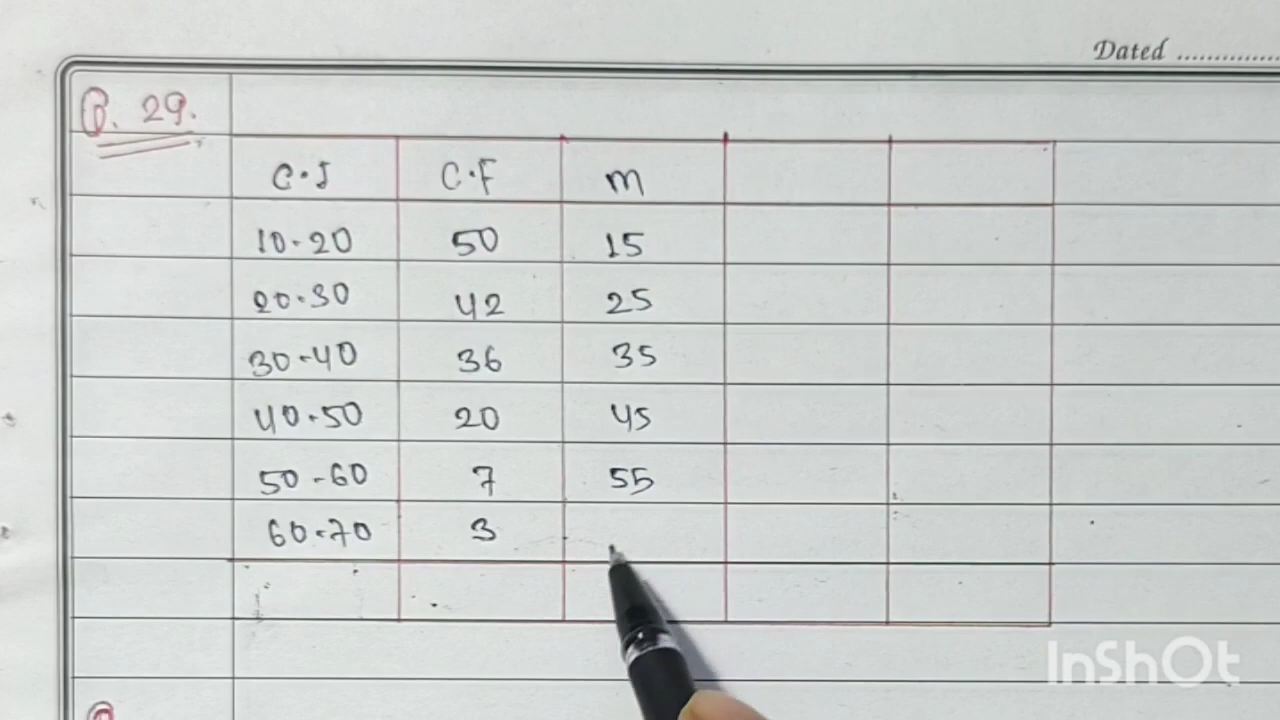 Dated ..............
Q. 29.
C.I C.F m
10-20 50 15
20-30 42 25
30-40 36 35
40-50 20 45
50-60 7 55
60-70 3
InShOt